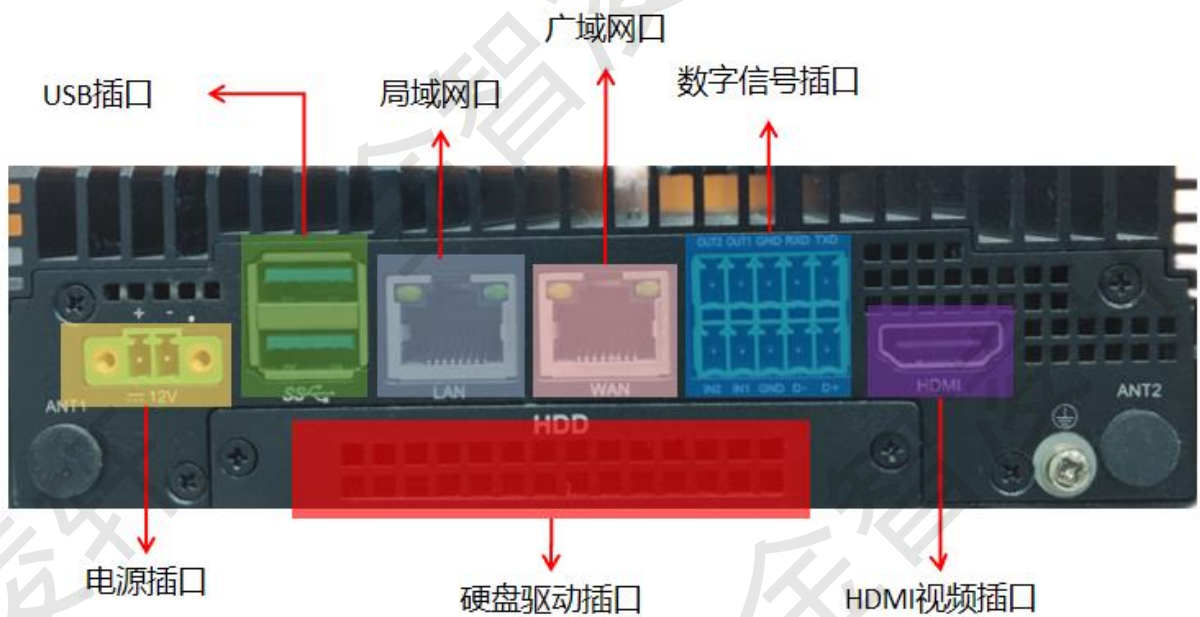 广域网口
USB插口
局域网口
数字信号插口
OUT2 OUT1 GND RXD TXD
+ -
12V
SS
LAN
WAN
IN2 IN1 GND D- D+
HDMI
ANT1
ANT2
HDD
电源插口
硬盘驱动插口
HDMI视频插口